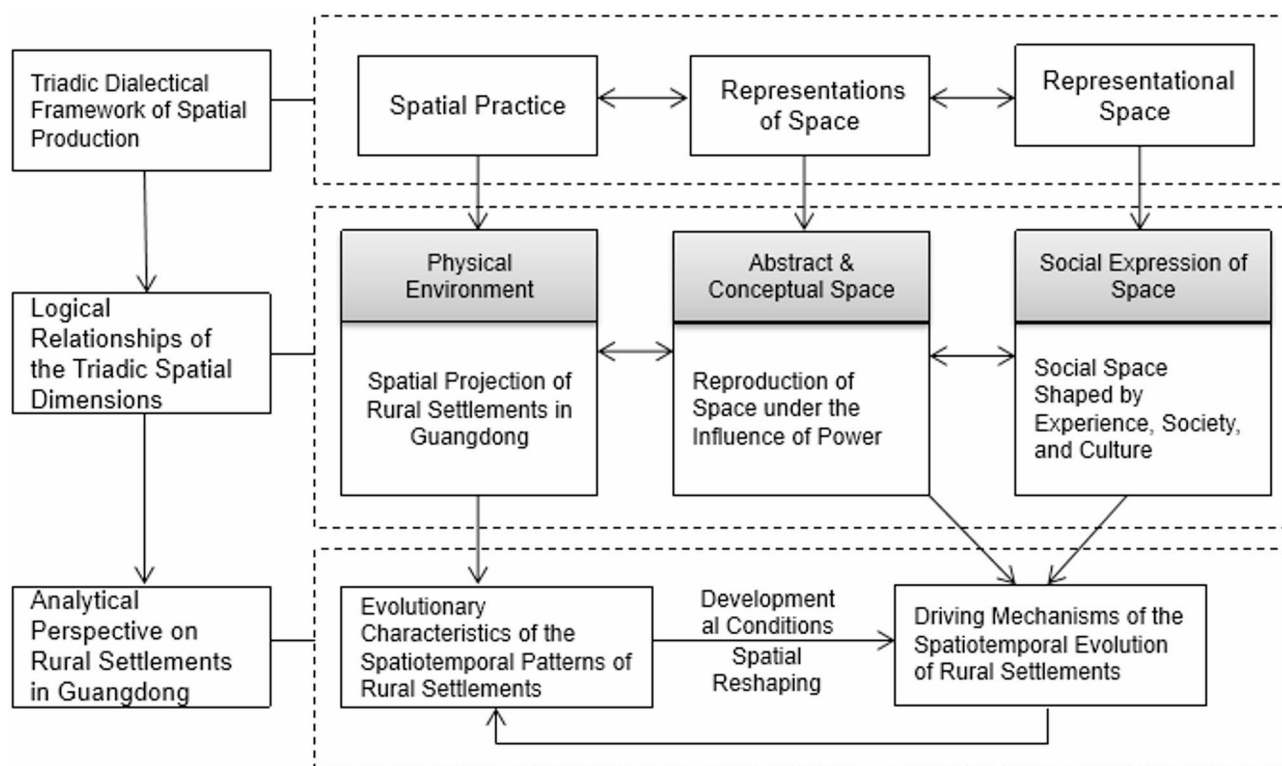 Triadic Dialectical
Framework of Spatial
Production
Spatial Practice
Representations
of Space
Representational
Space
Logical
Relationships of
the Triadic Spatial
Dimensions
Physical
Environment
Spatial Projection of
Rural Settlements in
Guangdong
Abstract &
Conceptual Space
Reproduction of
Space under the
Influence of Power
Social Expression of
Space
Social Space
Shaped by
Experience, Society,
and Culture
Analytical
Perspective on
Rural Settlements
in Guangdong
Evolutionary
Characteristics of the
Spatiotemporal Patterns of
Rural Settlements
Development
al Conditions
Spatial
Reshaping
Driving Mechanisms of the
Spatiotemporal Evolution
of Rural Settlements